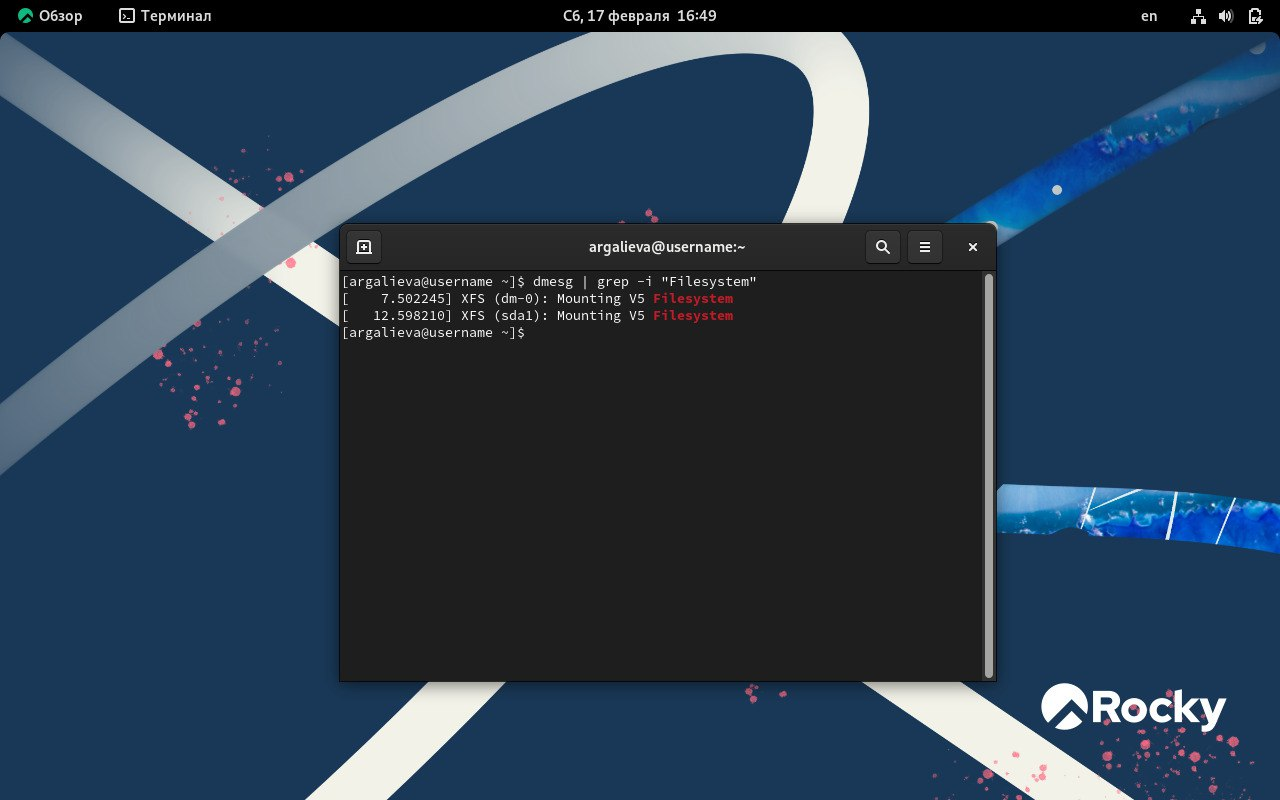 Обзор Терминал Сб, 17 февраля 16:49 en
argalieva@username:~
[argalieva@username ~]$ dmesg | grep -i "Filesystem"
[    7.502245] XFS (dm-0): Mounting V5 Filesystem
[   12.598210] XFS (sda1): Mounting V5 Filesystem
[argalieva@username ~]$
Rocky